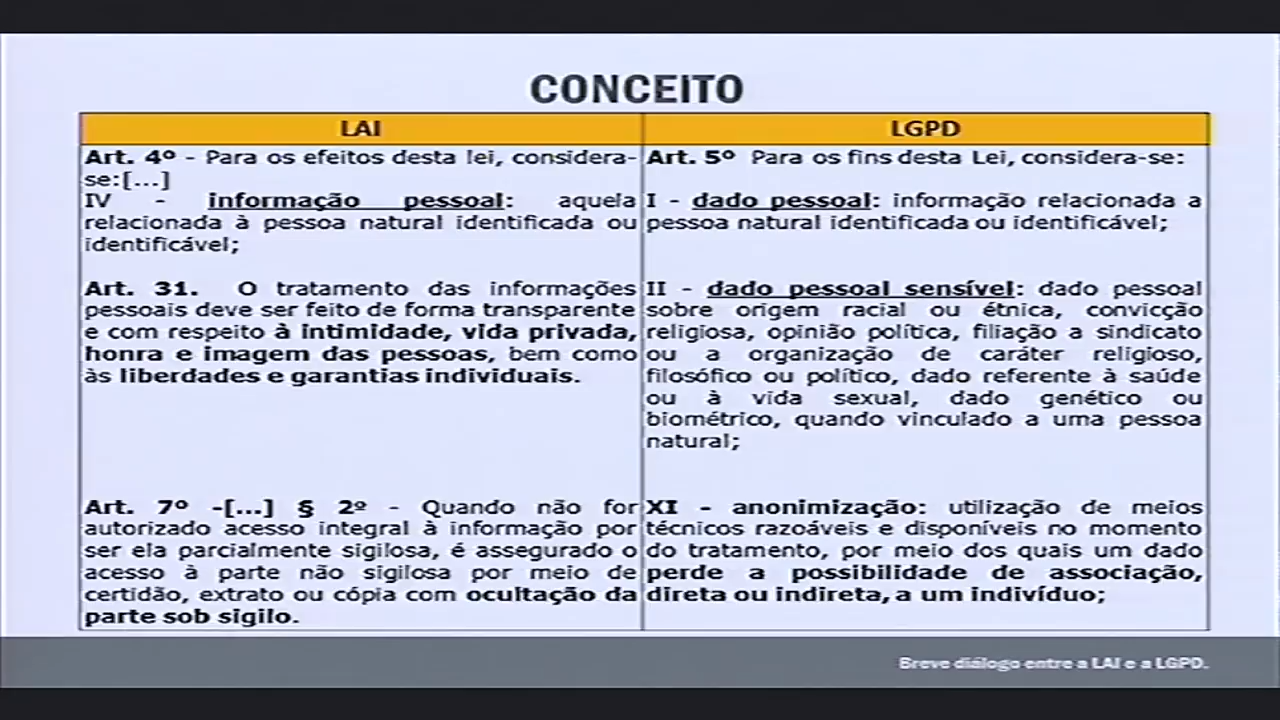 CONCEITO
LAI
LGPD
Art. 4º - Para os efeitos desta lei, considera-
se:[...]
IV - informação pessoal: aquela
relacionada à pessoa natural identificada ou
identificável;
Art. 31. O tratamento das informações
pessoais deve ser feito de forma transparente
e com respeito à intimidade, vida privada,
honra e imagem das pessoas, bem como
às liberdades e garantias individuais.
Art. 7º -[...] § 2º - Quando não for
autorizado acesso integral à informação por
ser ela parcialmente sigilosa, é assegurado o
acesso à parte não sigilosa por meio de
certidão, extrato ou cópia com ocultação da
parte sob sigilo.
Art. 5º Para os fins desta Lei, considera-se:
I - dado pessoal: informação relacionada a
pessoa natural identificada ou identificável;
II - dado pessoal sensível: dado pessoal
sobre origem racial ou étnica, convicção
religiosa, opinião política, filiação a sindicato
ou a organização de caráter religioso,
filosófico ou político, dado referente à saúde
ou à vida sexual, dado genético ou
biométrico, quando vinculado a uma pessoa
natural;
XI - anonimização: utilização de meios
técnicos razoáveis e disponíveis no momento
do tratamento, por meio dos quais um dado
perde a possibilidade de associação,
direta ou indireta, a um indivíduo;
Breve diálogo entre a LAI e a LGPD.